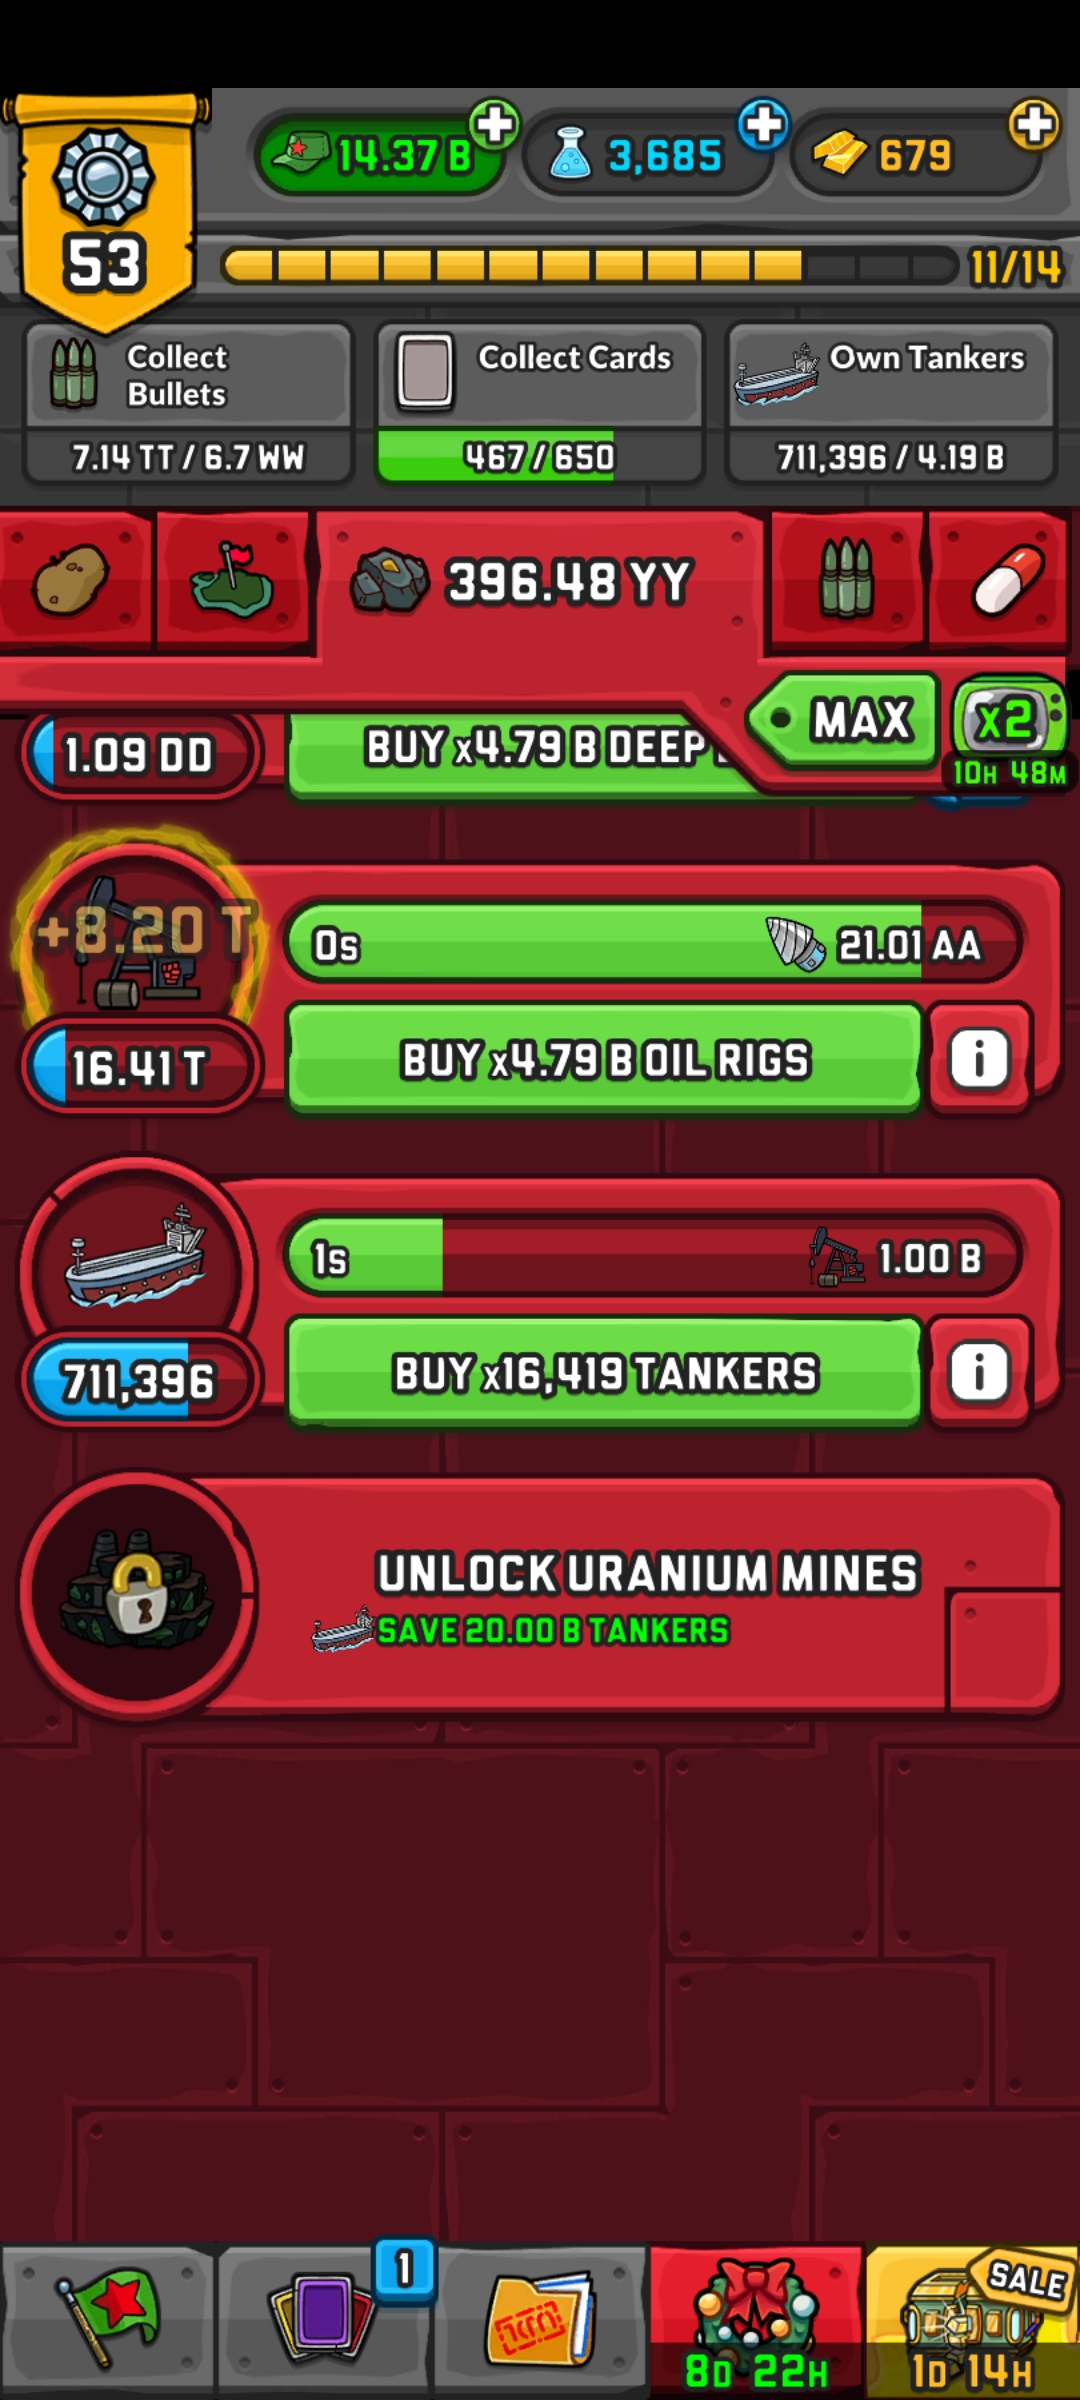 14.37 B
3,685
679
53
11/14
Collect
Bullets
7.14 TT / 6.7 WW
Collect Cards
467 / 650
Own Tankers
711,396 / 4.19 B
396.48 YY
MAX
x2
10H 48M
1.09 DD
BUY x4.79 B DEEP
+8.20 T
0s
21.01 AA
16.41 T
BUY x4.79 B OIL RIGS
i
1s
1.00 B
711,396
BUY x16,419 TANKERS
i
UNLOCK URANIUM MINES
SAVE 20.00 B TANKERS
1
8D 22H
SALE
1D 14H